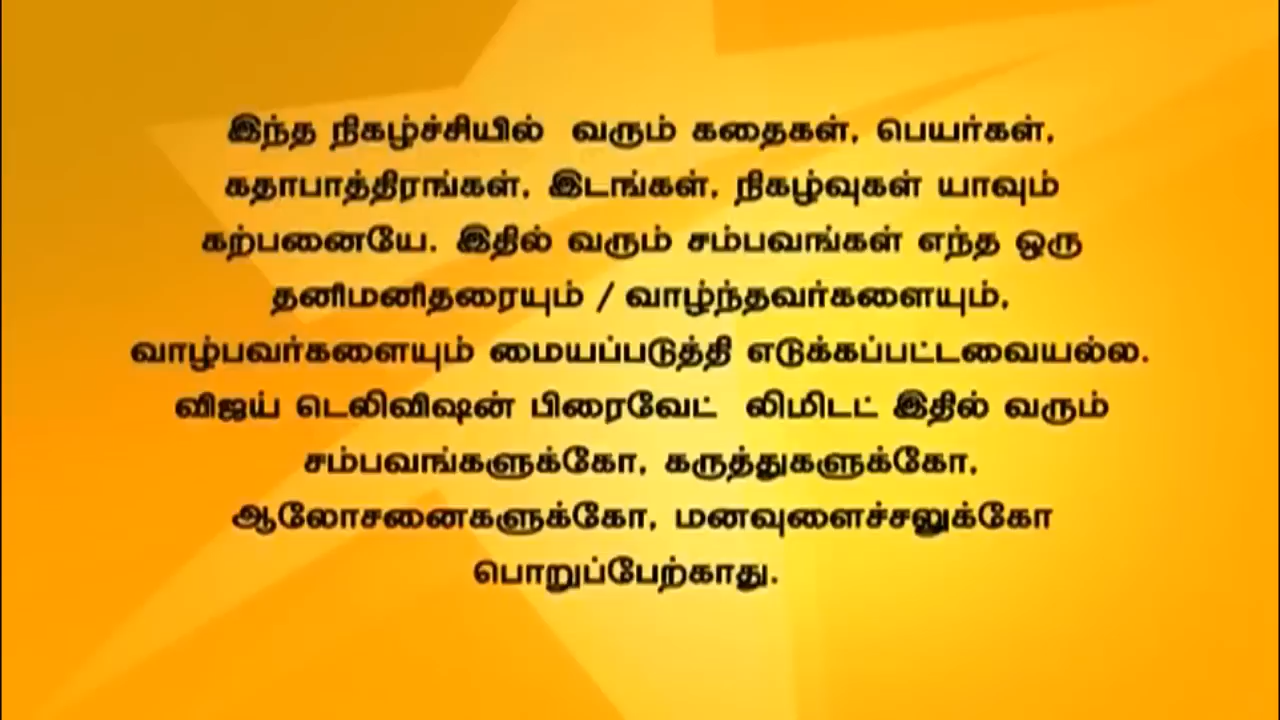 இந்த நிகழ்ச்சியில் வரும் கதைகள், பெயர்கள்,
கதாபாத்திரங்கள், இடங்கள், நிகழ்வுகள் யாவும்
கற்பனையே. இதில் வரும் சம்பவங்கள் எந்த ஒரு
தனிமனிதரையும் / வாழ்ந்தவர்களையும்,
வாழ்பவர்களையும் மையப்படுத்தி எடுக்கப்பட்டவையல்ல.
விஜய் டெலிவிஷன் பிரைவேட் லிமிடட் இதில் வரும்
சம்பவங்களுக்கோ, கருத்துகளுக்கோ,
ஆலோசனைகளுக்கோ, மனவுளைச்சலுக்கோ
பொறுப்பேற்காது.